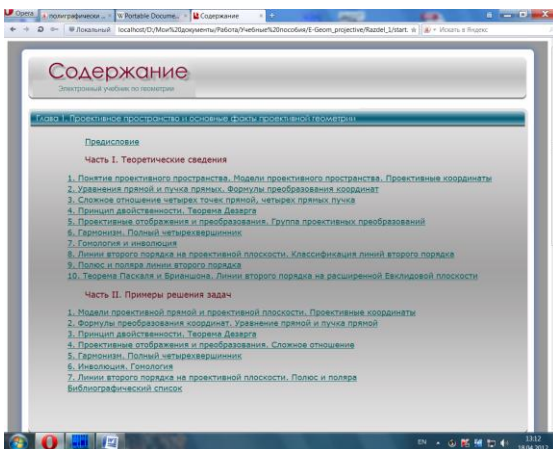 Opera
полиграфически ..
Portable Docume...
Содержание
Локальный localhost/D:/Мои%20документы/Работа/Учебные%20пособия/E-Geom_projective/Razdel_1/start.
Искать в Яндекс
Содержание
Электронный учебник по геометрии
Глава 1. Проективное пространство и основные факты проективной геометрии
Предисловие
Часть I. Теоретические сведения
1. Понятие проективного пространства. Модели проективного пространства. Проективные координаты
2. Уравнения прямой и пучка прямых. Формулы преобразования координат
3. Сложное отношение четырех точек прямой, четырех прямых пучка
4. Принцип двойственности. Теорема Дезарга
5. Проективные отображения и преобразования. Группа проективных преобразований
6. Гармонизм. Полный четырехвершинник
7. Гомология и инволюция
8. Линии второго порядка на проективной плоскости. Классификация линий второго порядка
9. Полюс и поляра линии второго порядка
10. Теорема Паскаля и Брианшона. Линии второго порядка на расширенной Евклидовой плоскости
Часть II. Примеры решения задач
1. Модели проективной прямой и проективной плоскости. Проективные координаты
2. Формулы преобразования координат. Уравнение прямой и пучка прямой
3. Принцип двойственности. Теорема Дезарга
4. Проективные отображения и преобразования. Сложное отношение
5. Гармонизм. Полный четырехвершинник
6. Инволюция. Гомология
7. Линии второго порядка на проективной плоскости. Полюс и поляра
Библиографический список
EN
13:12
18.04.2012